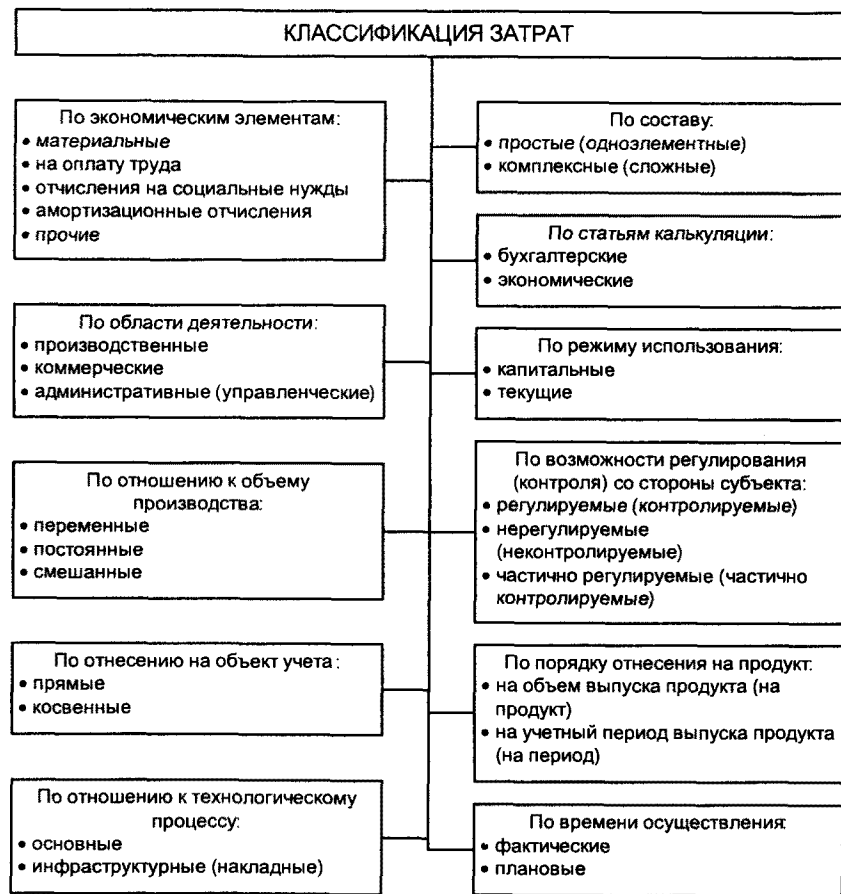 КЛАССИФИКАЦИЯ ЗАТРАТ
По экономическим элементам:
• материальные
• на оплату труда
• отчисления на социальные нужды
• амортизационные отчисления
• прочие
По области деятельности:
• производственные
• коммерческие
• административные (управленческие)
По отношению к объему
производства:
• переменные
• постоянные
• смешанные
По отнесению на объект учета :
• прямые
• косвенные
По отношению к технологическому
процессу:
• основные
• инфраструктурные (накладные)
По составу:
• простые (одноэлементные)
• комплексные (сложные)
По статьям калькуляции:
• бухгалтерские
• экономические
По режиму использования:
• капитальные
• текущие
По возможности регулирования
(контроля) со стороны субъекта:
• регулируемые (контролируемые)
• нерегулируемые
(неконтролируемые)
• частично регулируемые (частично
контролируемые)
По порядку отнесения на продукт:
• на объем выпуска продукта (на
продукт)
• на учетный период выпуска продукта
(на период)
По времени осуществления:
• фактические
• плановые